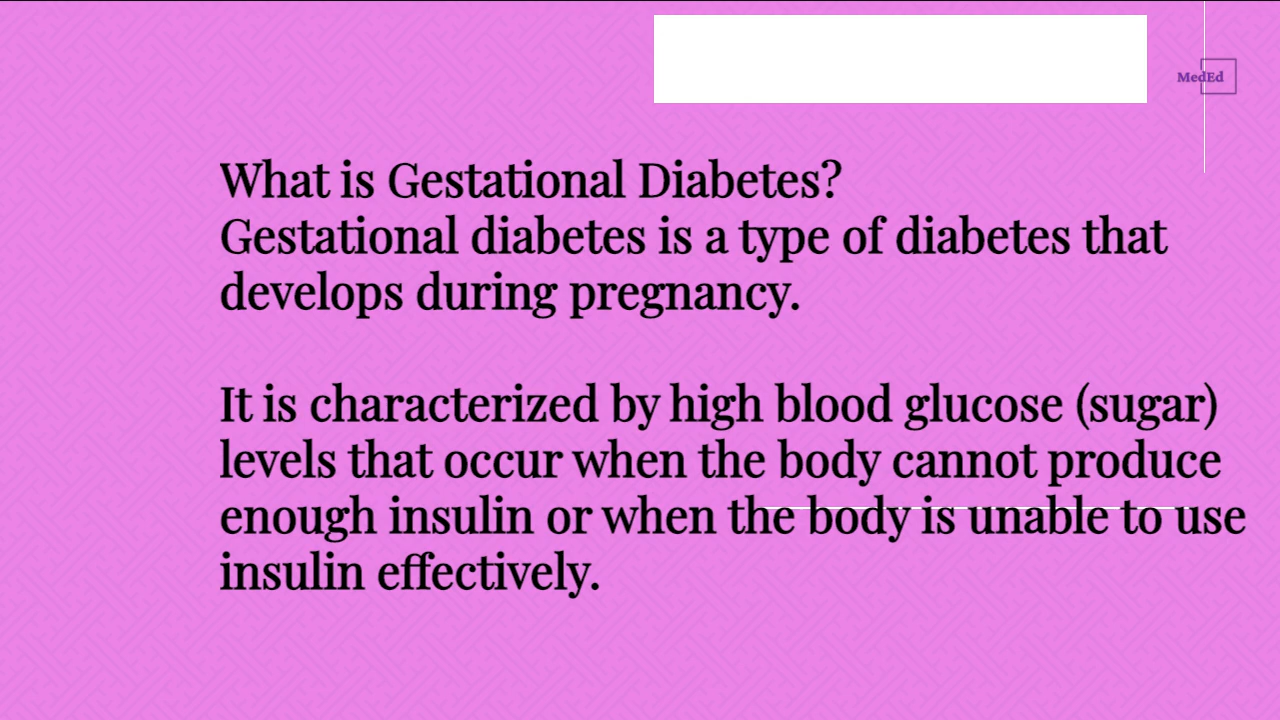 MedEd
What is Gestational Diabetes?
Gestational diabetes is a type of diabetes that
develops during pregnancy.
It is characterized by high blood glucose (sugar)
levels that occur when the body cannot produce
enough insulin or when the body is unable to use
insulin effectively.